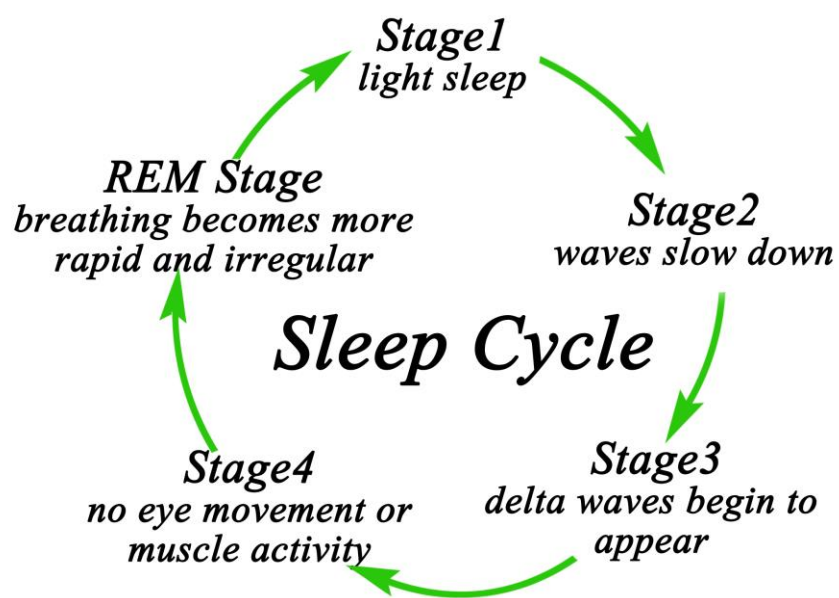 Stage1
light sleep
Stage2
waves slow down
Stage3
delta waves begin to
appear
Stage4
no eye movement or
muscle activity
REM Stage
breathing becomes more
rapid and irregular
Sleep Cycle